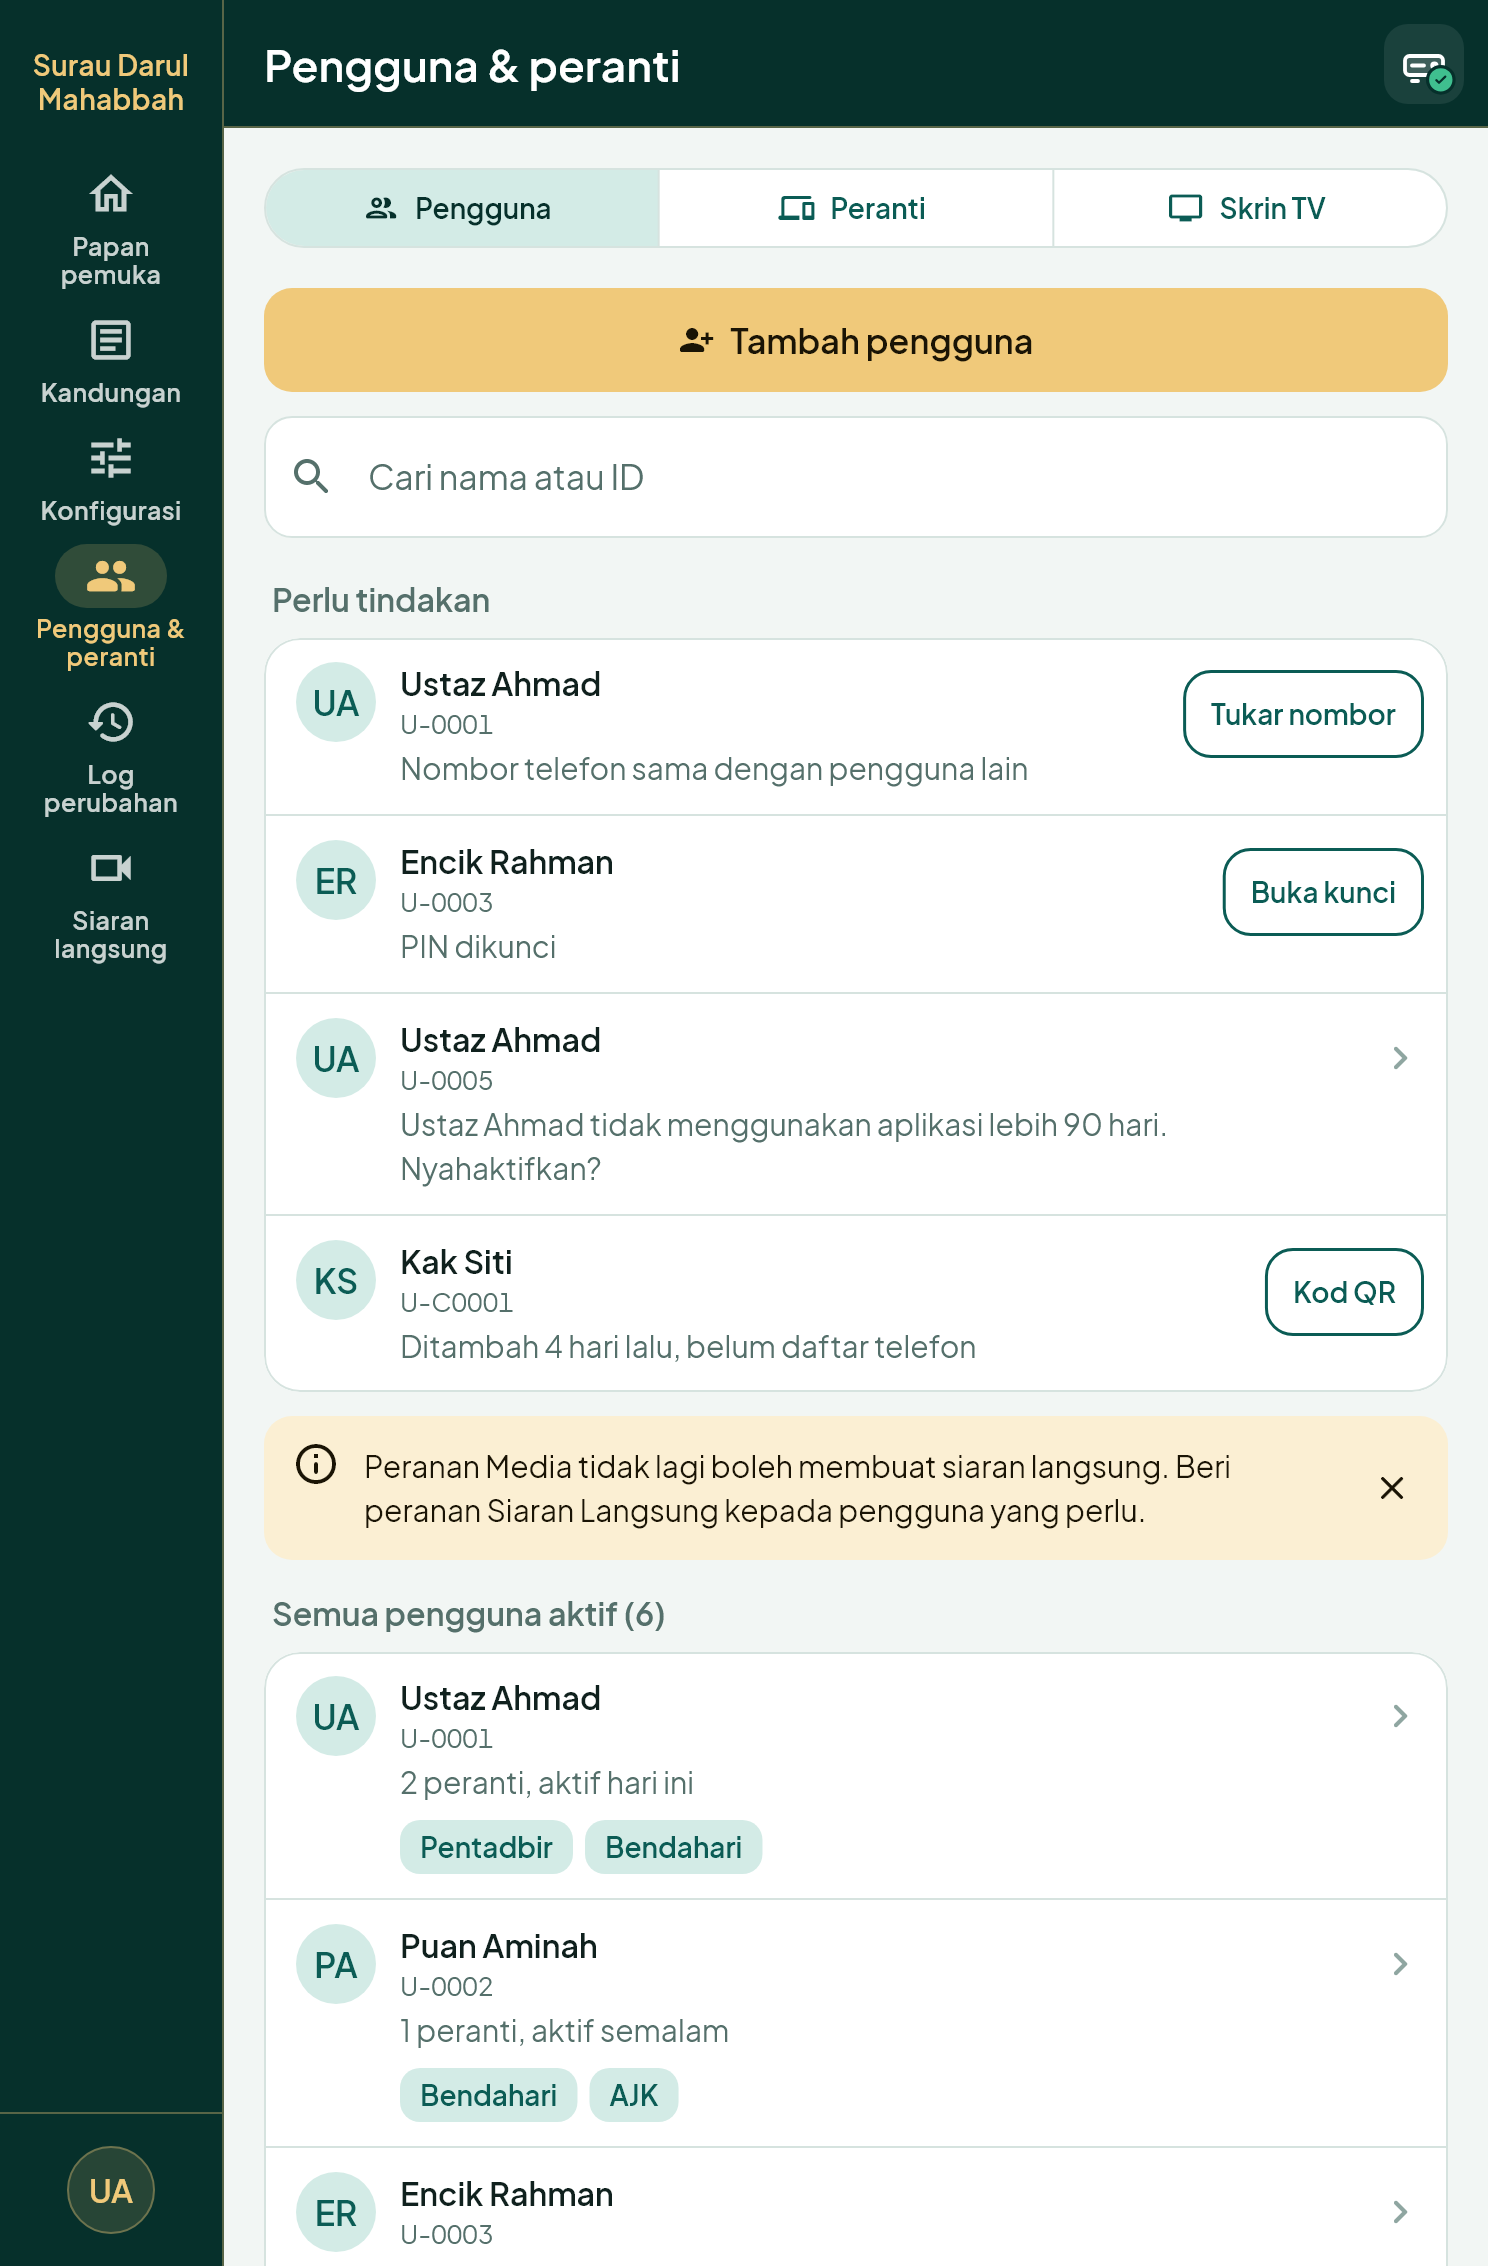 Surau Darul
Mahabbah
Papan
pemuka
Kandungan
Konfigurasi
Pengguna &
peranti
Log
perubahan
Siaran
langsung
UA
Pengguna & peranti
Pengguna
Peranti
Skrin TV
Tambah pengguna
Cari nama atau ID
Perlu tindakan
UA
Ustaz Ahmad
U-0001
Nombor telefon sama dengan pengguna lain
Tukar nombor
ER
Encik Rahman
U-0003
PIN dikunci
Buka kunci
UA
Ustaz Ahmad
U-0005
Ustaz Ahmad tidak menggunakan aplikasi lebih 90 hari.
Nyahaktifkan?
KS
Kak Siti
U-C0001
Ditambah 4 hari lalu, belum daftar telefon
Kod QR
Peranan Media tidak lagi boleh membuat siaran langsung. Beri
peranan Siaran Langsung kepada pengguna yang perlu.
Semua pengguna aktif (6)
UA
Ustaz Ahmad
U-0001
2 peranti, aktif hari ini
Pentadbir
Bendahari
PA
Puan Aminah
U-0002
1 peranti, aktif semalam
Bendahari
AJK
ER
Encik Rahman
U-0003